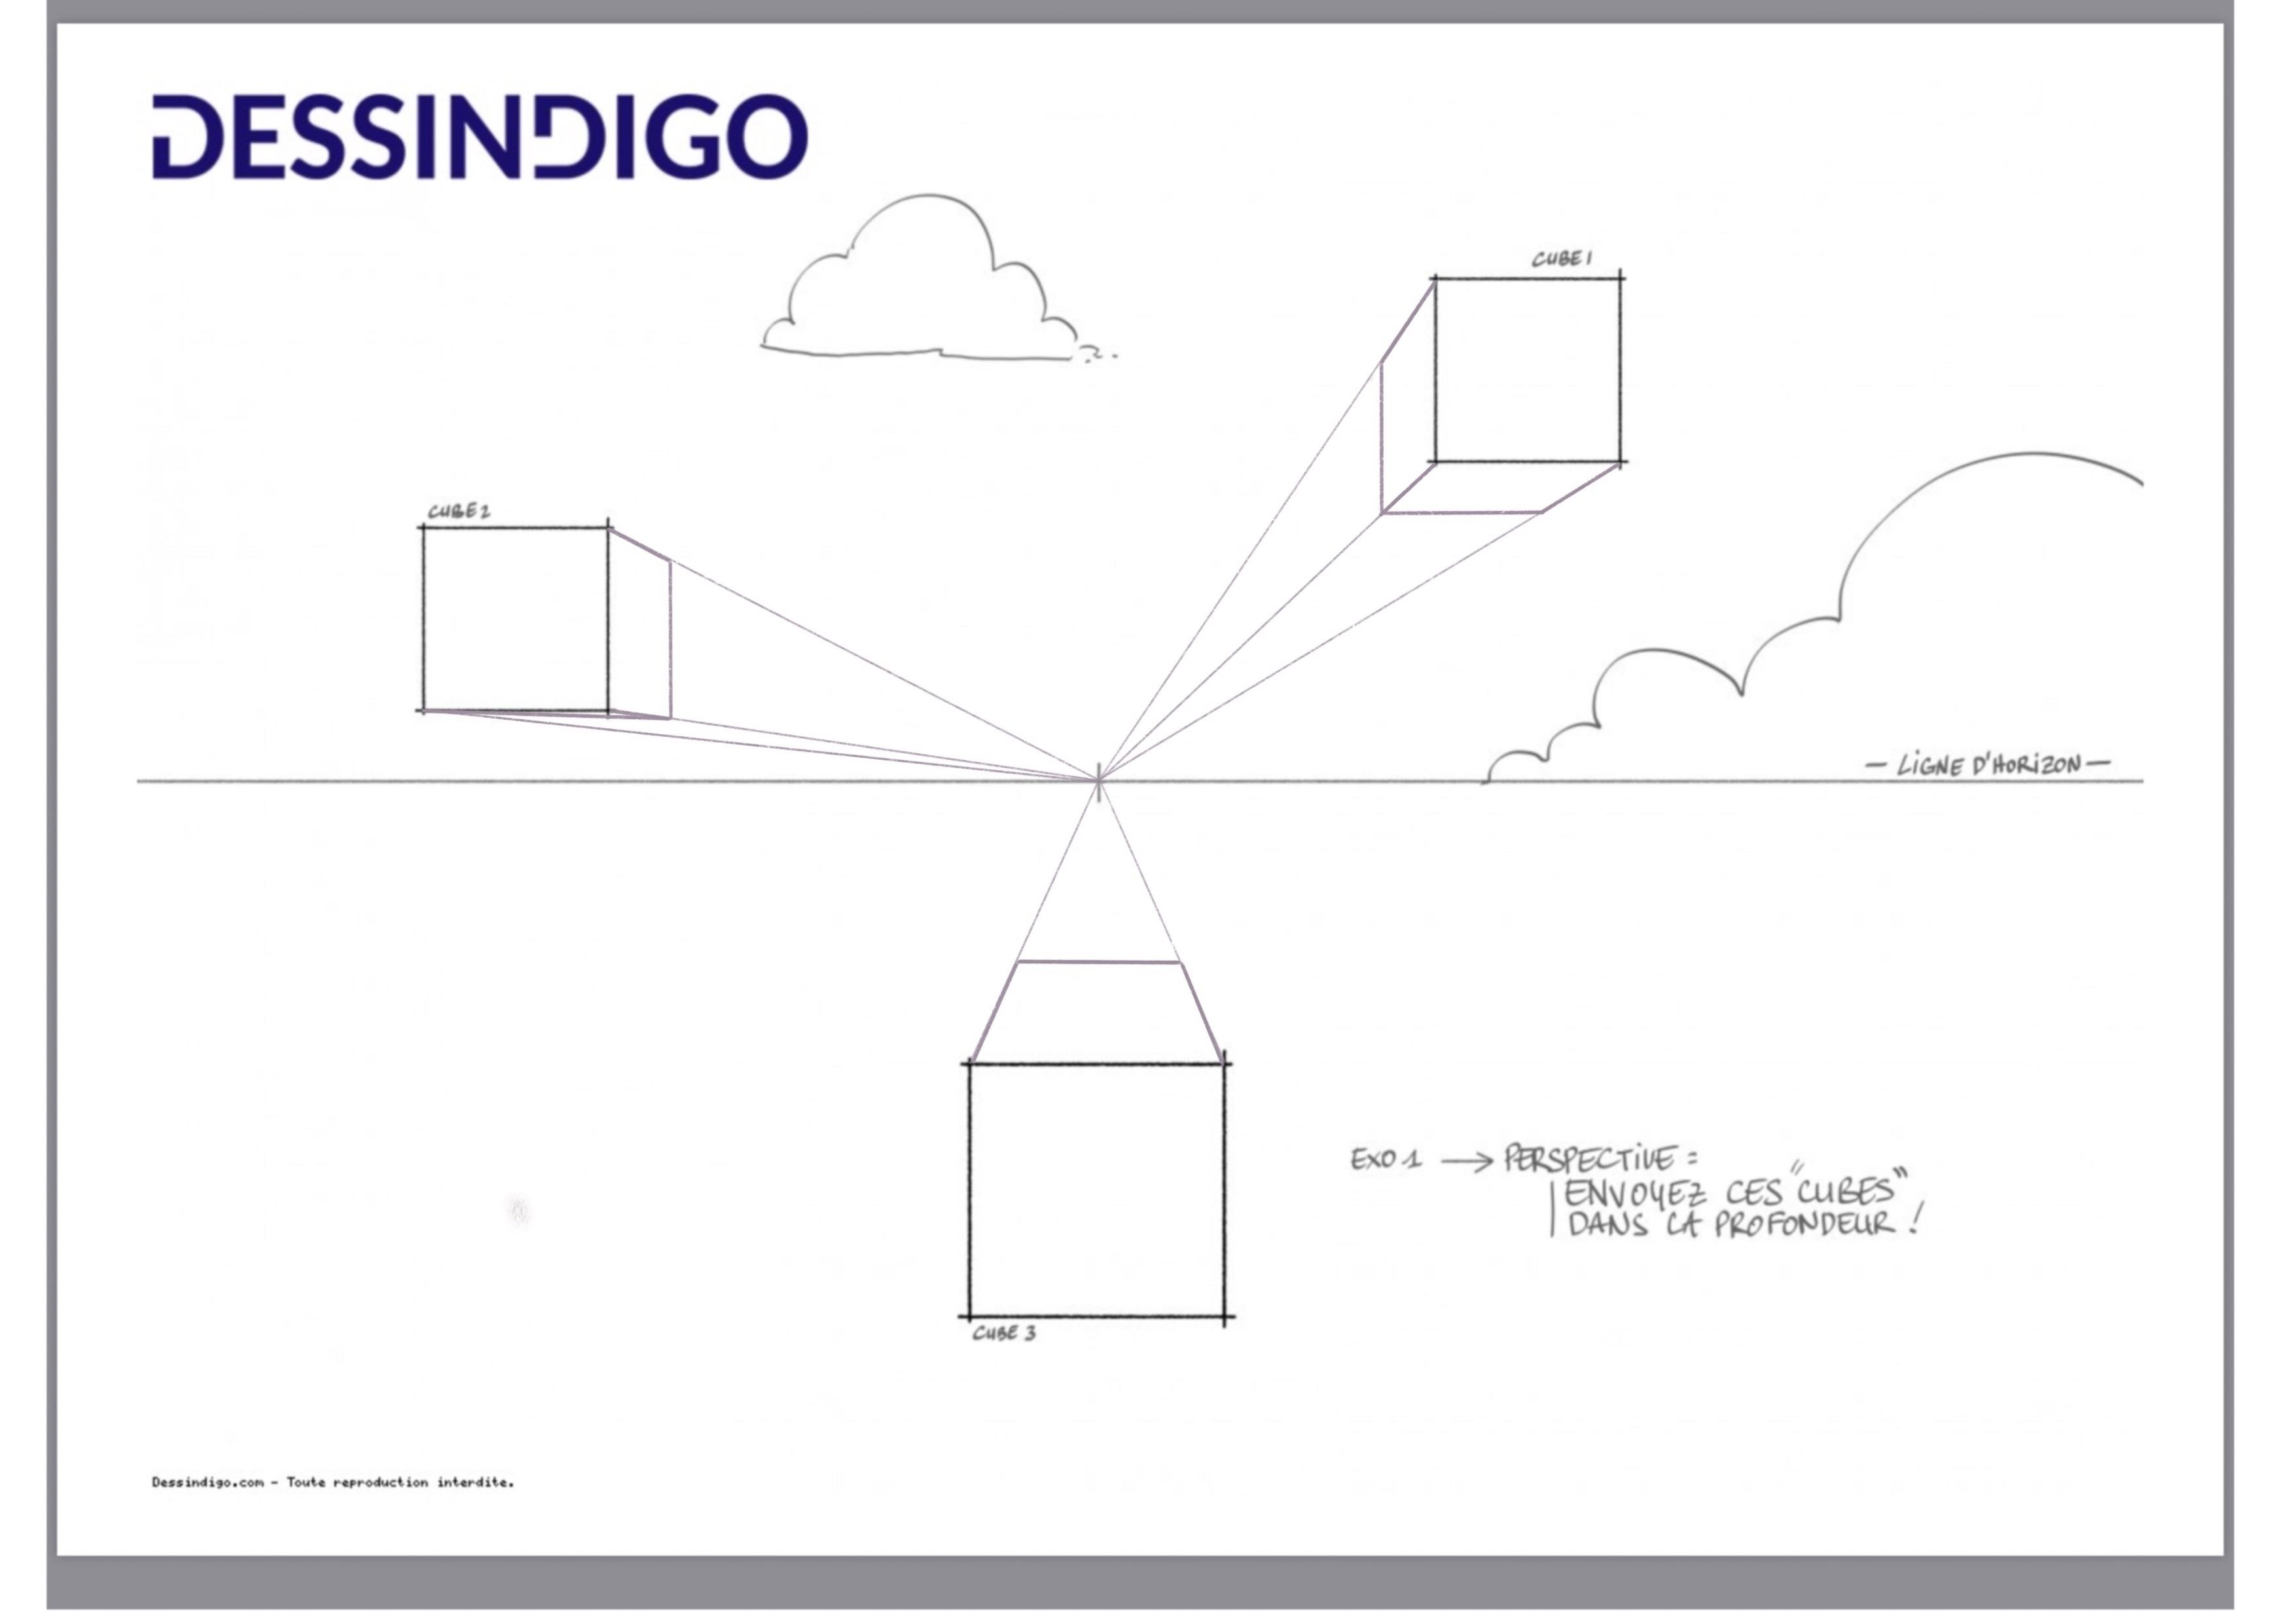 DESSINDIGO
CUBE 1
CUBE 2
— LIGNE D'HORIZON —
EXO 1 → PERSPECTIVE =
ENVOYEZ CES "CUBES"
DANS LA PROFONDEUR !
CUBE 3
Dessindigo.com - Toute reproduction interdite.